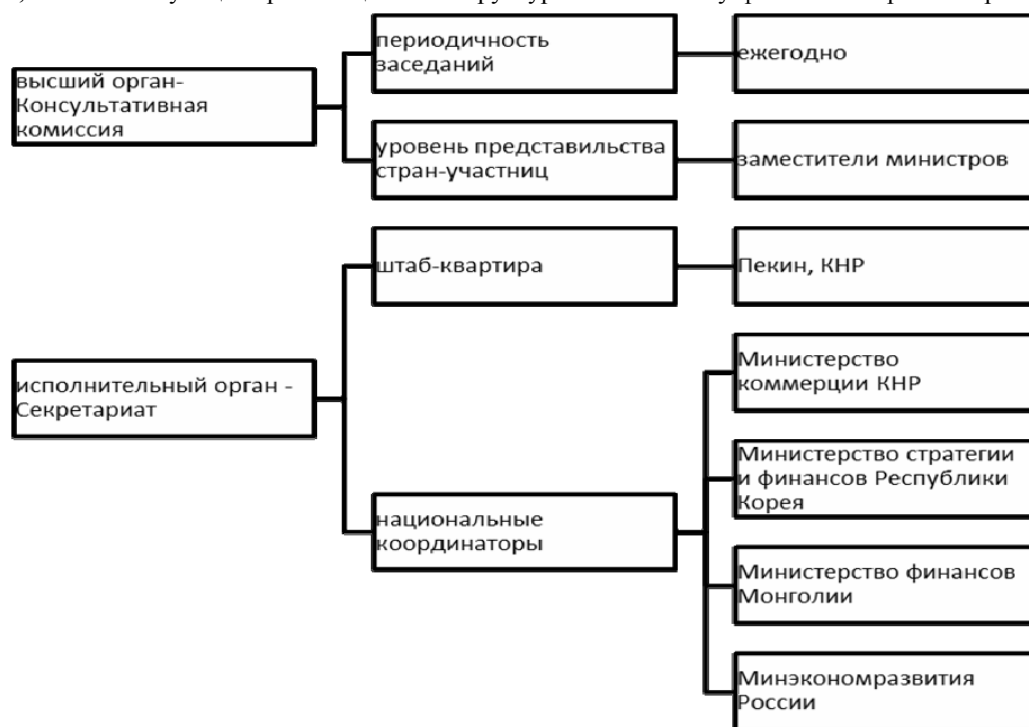 высший орган-
Консультативная
комиссия
периодичность
заседаний
ежегодно
уровень представильства
стран-участниц
заместители министров
исполнительный орган -
Секретариат
штаб-квартира
Пекин, КНР
национальные
координаторы
Министерство
коммерции КНР
Министерство стратегии
и финансов Республики
Корея
Министерство финансов
Монголии
Минэкономразвития
России